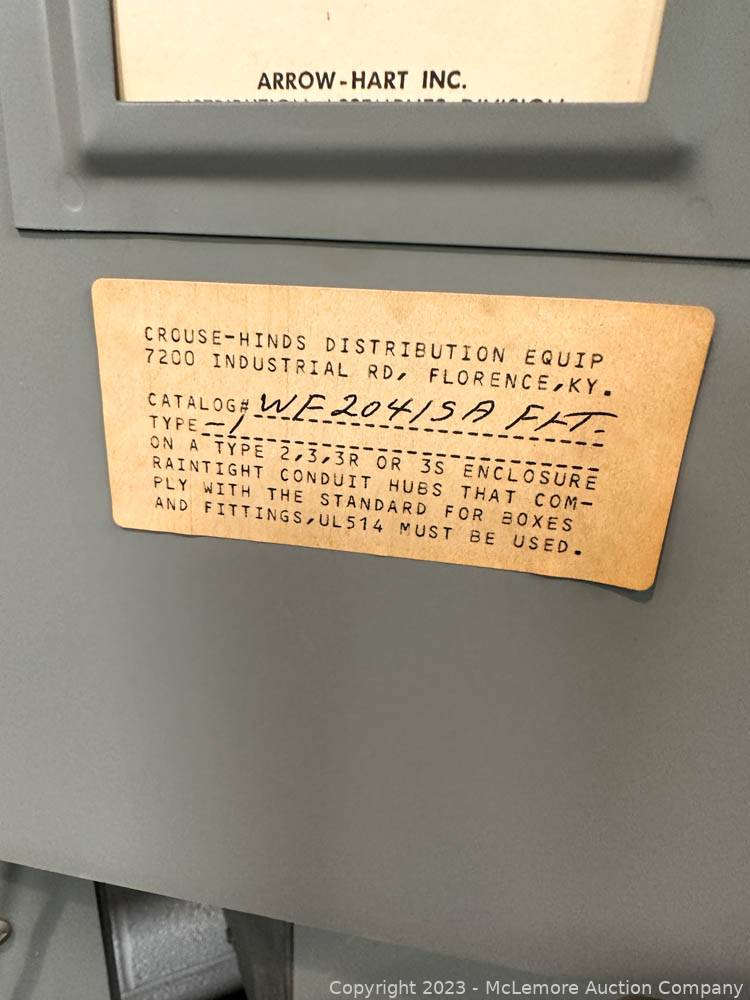 ARROW-HART INC.
CROUSE-HINDS DISTRIBUTION EQUIP
7200 INDUSTRIAL RD, FLORENCE,KY.
CATALOG# WF2041SA
TYPE -1
ON A TYPE 2,3,3R OR 3S ENCLOSURE
RAINTIGHT CONDUIT HUBS THAT COM-
PLY WITH THE STANDARD FOR BOXES
AND FITTINGS,UL514 MUST BE USED.
Copyright 2023 - McLemore Auction Company